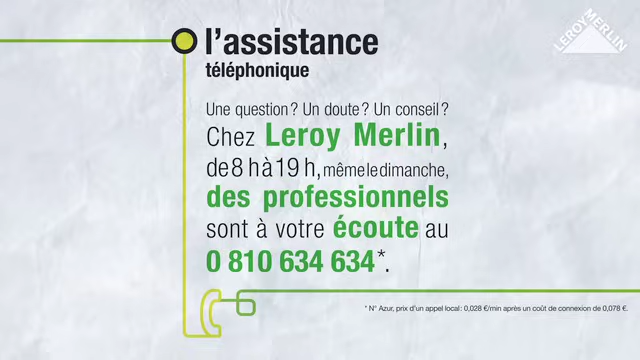 LEROY MERLIN
l’assistance
téléphonique
Une question ? Un doute ? Un conseil ?
Chez Leroy Merlin,
de 8 h à 19 h, même le dimanche,
des professionnels
sont à votre écoute au
0 810 634 634*.
* N° Azur, prix d’un appel local : 0,028 €/min après un coût de connexion de 0,078 €.